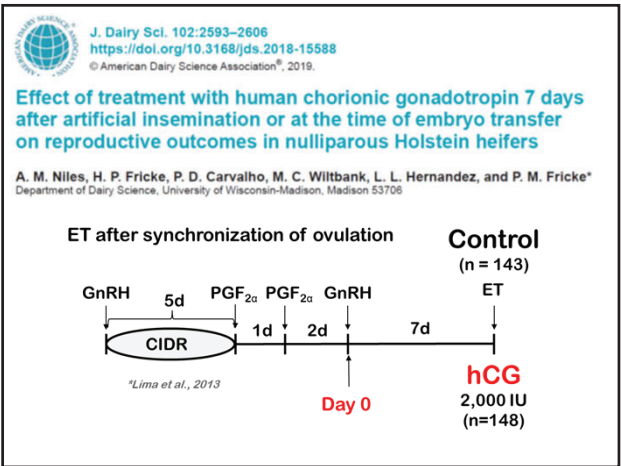 AMERICAN DAIRY SCIENCE ASSOCIATION
J. Dairy Sci. 102:2593–2606
https://doi.org/10.3168/jds.2018-15588
© American Dairy Science Association®, 2019.
Effect of treatment with human chorionic gonadotropin 7 days
after artificial insemination or at the time of embryo transfer
on reproductive outcomes in nulliparous Holstein heifers
A. M. Niles, H. P. Fricke, P. D. Carvalho, M. C. Wiltbank, L. L. Hernandez, and P. M. Fricke*
Department of Dairy Science, University of Wisconsin-Madison, Madison 53706
ET after synchronization of ovulation
Control
(n = 143)
GnRH 5d PGF2α PGF2α GnRH ET
1d 2d 7d
CIDR
*Lima et al., 2013
Day 0
hCG
2,000 IU
(n=148)